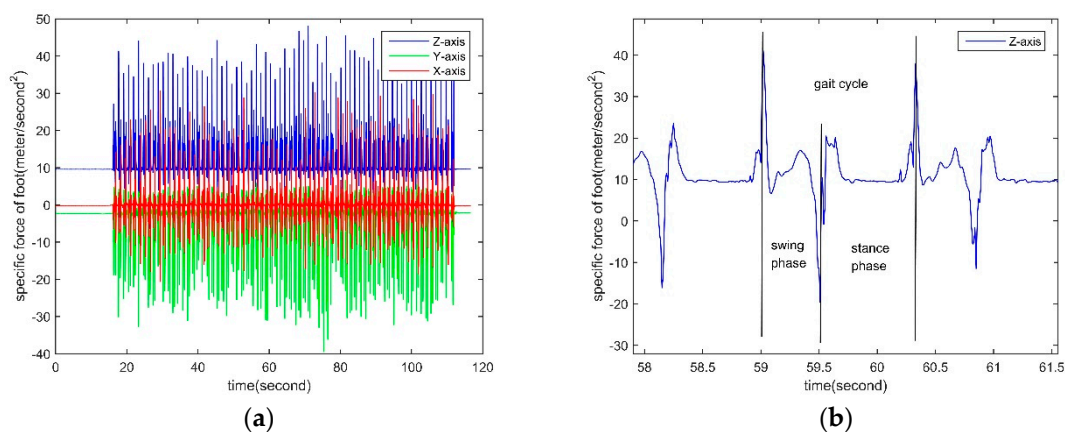 specific force of foot(meter/second²)
50
40
30
20
10
0
-10
-20
-30
-40
Z-axis
Y-axis
X-axis
0 20 40 60 80 100 120
time(second)
(a)
specific force of foot(meter/second²)
40
30
20
10
0
-10
-20
-30
Z-axis
gait cycle
swing
phase
stance
phase
58 58.5 59 59.5 60 60.5 61 61.5
time(second)
(b)